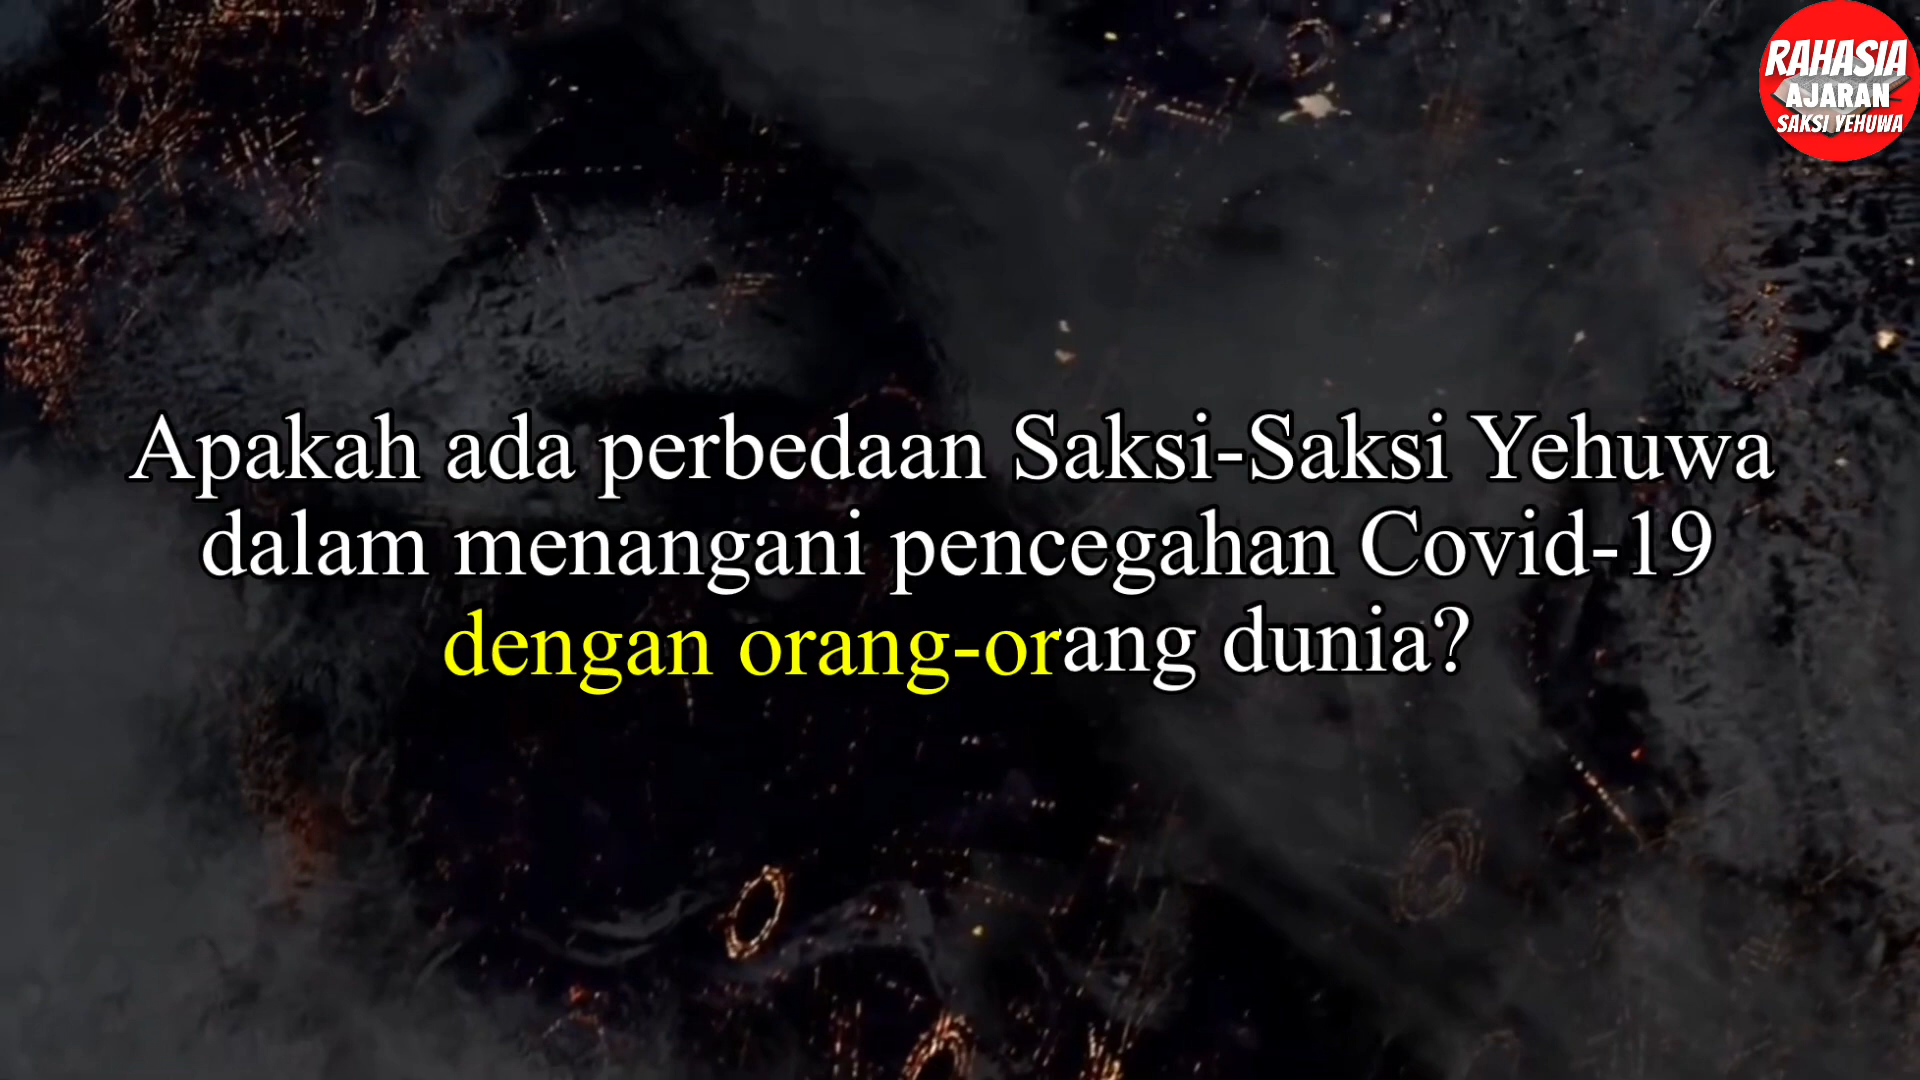 RAHASIA
AJARAN
SAKSI YEHUWA
Apakah ada perbedaan Saksi-Saksi Yehuwa
dalam menangani pencegahan Covid-19
dengan orang-orang dunia?